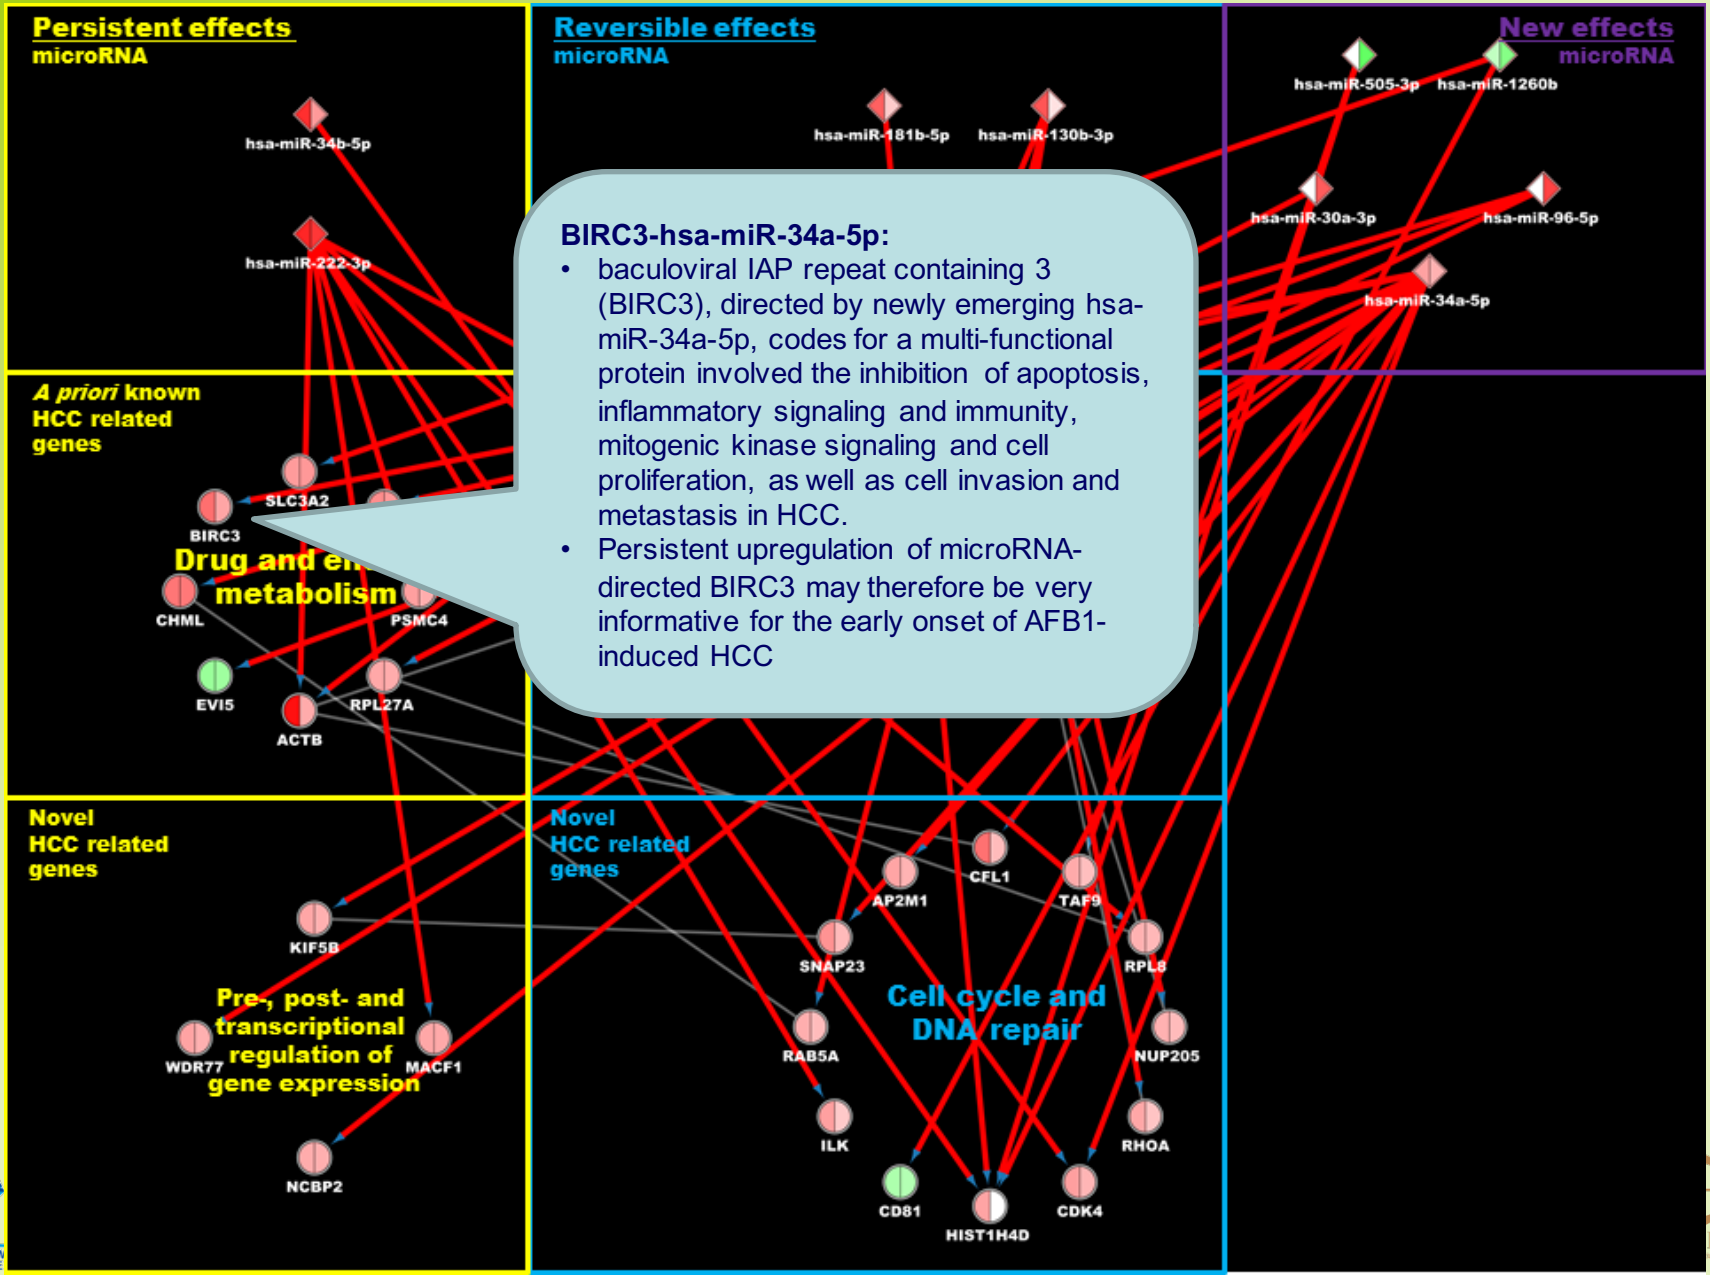 Persistent effects
microRNA
hsa-miR-34b-5p
hsa-miR-222-3p
Reversible effects
microRNA
hsa-miR-181b-5p
hsa-miR-130b-3p
New effects
microRNA
hsa-miR-505-3p
hsa-miR-1260b
hsa-miR-30a-3p
hsa-miR-96-5p
hsa-miR-34a-5p
BIRC3-hsa-miR-34a-5p:
• baculoviral IAP repeat containing 3
(BIRC3), directed by newly emerging hsa-
miR-34a-5p, codes for a multi-functional
protein involved the inhibition of apoptosis,
inflammatory signaling and immunity,
mitogenic kinase signaling and cell
proliferation, as well as cell invasion and
metastasis in HCC.
• Persistent upregulation of microRNA-
directed BIRC3 may therefore be very
informative for the early onset of AFB1-
induced HCC
A priori known
HCC related
genes
SLC3A2
BIRC3
Drug and
metabolism
CHML
PSMC4
EVI5
RPL27A
ACTB
Novel
HCC related
genes
KIF5B
Pre-, post- and
transcriptional
regulation of
gene expression
WDR77
MACF1
NCBP2
Novel
HCC related
genes
CFL1
AP2M1
TAF9
SNAP23
RPL8
Cell cycle and
DNA repair
RAB5A
NUP205
ILK
RHOA
CD81
CDK4
HIST1H4D